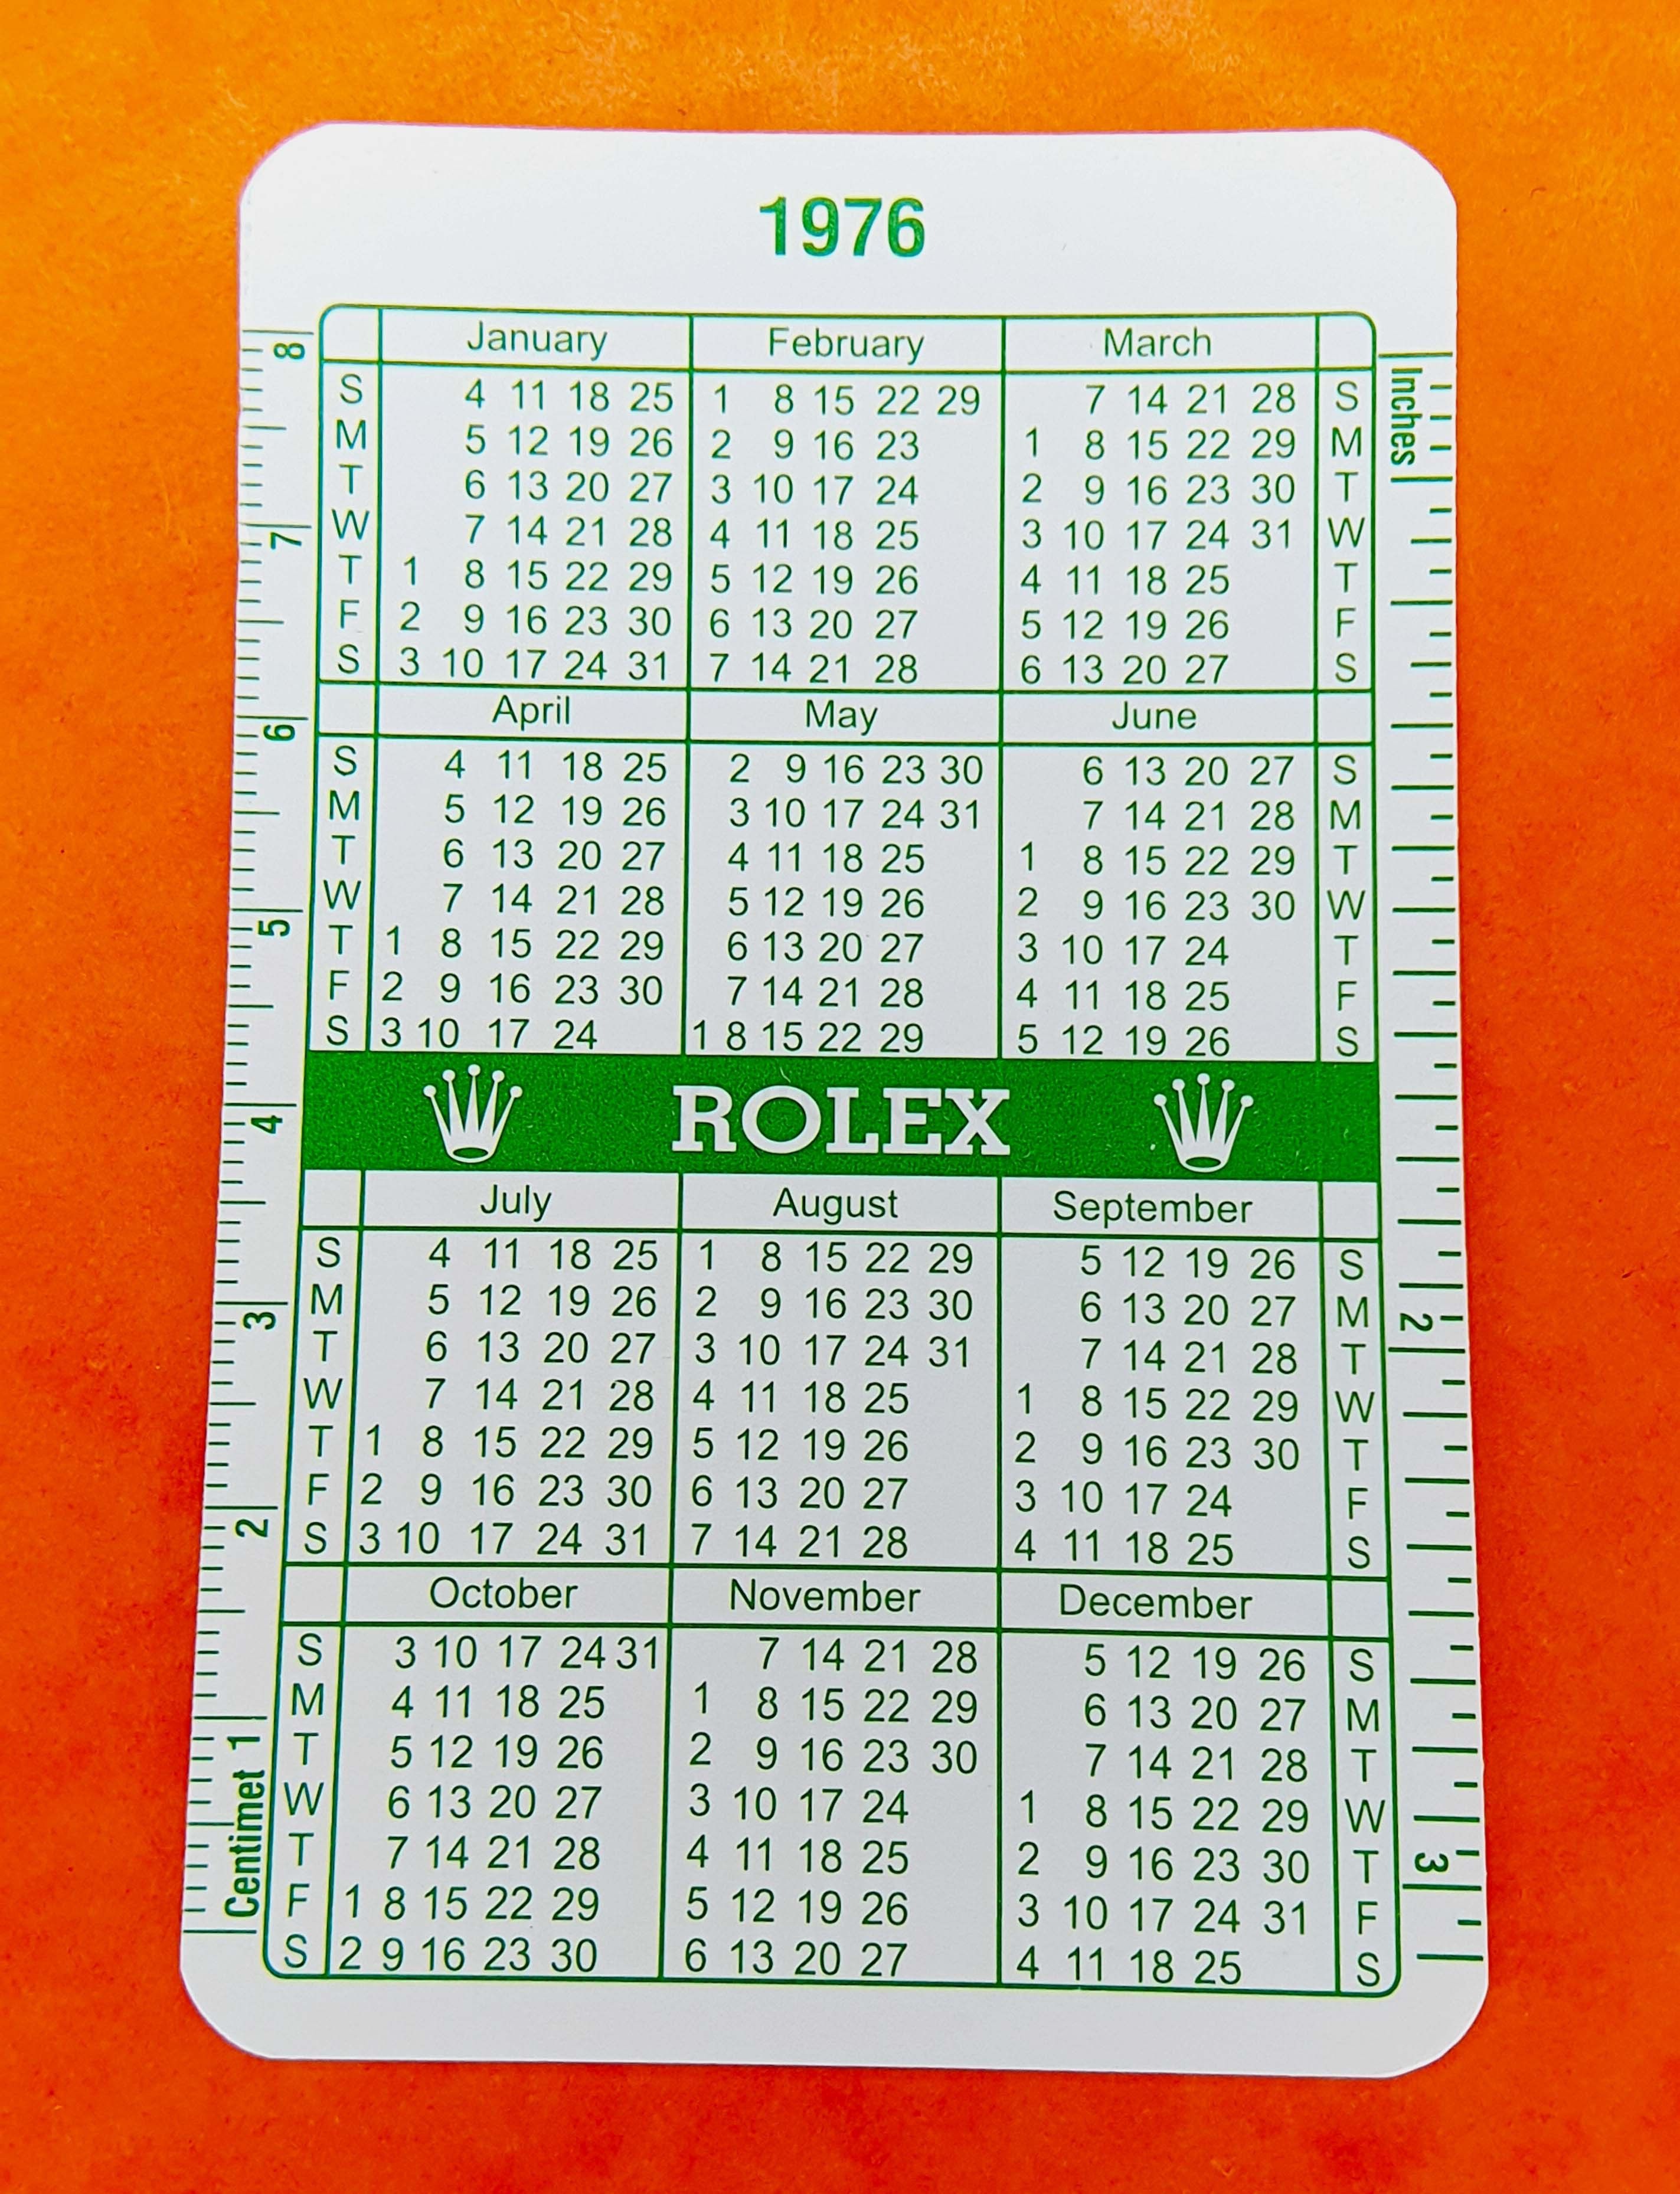 1976
January February March
S 4 11 18 25 1 8 15 22 29 7 14 21 28 S
M 5 12 19 26 2 9 16 23 1 8 15 22 29 M
T 6 13 20 27 3 10 17 24 2 9 16 23 30 T
W 7 14 21 28 4 11 18 25 3 10 17 24 31 W
T 1 8 15 22 29 5 12 19 26 4 11 18 25 T
F 2 9 16 23 30 6 13 20 27 5 12 19 26 F
S 3 10 17 24 31 7 14 21 28 6 13 20 27 S
April May June
S 4 11 18 25 2 9 16 23 30 6 13 20 27 S
M 5 12 19 26 3 10 17 24 31 7 14 21 28 M
T 6 13 20 27 4 11 18 25 1 8 15 22 29 T
W 7 14 21 28 5 12 19 26 2 9 16 23 30 W
T 1 8 15 22 29 6 13 20 27 3 10 17 24 T
F 2 9 16 23 30 7 14 21 28 4 11 18 25 F
S 3 10 17 24 1 8 15 22 29 5 12 19 26 S
ROLEX
July August September
S 4 11 18 25 1 8 15 22 29 5 12 19 26 S
M 5 12 19 26 2 9 16 23 30 6 13 20 27 M
T 6 13 20 27 3 10 17 24 31 7 14 21 28 T
W 7 14 21 28 4 11 18 25 1 8 15 22 29 W
T 1 8 15 22 29 5 12 19 26 2 9 16 23 30 T
F 2 9 16 23 30 6 13 20 27 3 10 17 24 F
S 3 10 17 24 31 7 14 21 28 4 11 18 25 S
October November December
S 3 10 17 24 31 7 14 21 28 5 12 19 26 S
M 4 11 18 25 1 8 15 22 29 6 13 20 27 M
T 5 12 19 26 2 9 16 23 30 7 14 21 28 T
W 6 13 20 27 3 10 17 24 1 8 15 22 29 W
T 7 14 21 28 4 11 18 25 2 9 16 23 30 T
F 1 8 15 22 29 5 12 19 26 3 10 17 24 31 F
S 2 9 16 23 30 6 13 20 27 4 11 18 25 S
Centimet 1 2 3 4 5 6 7 8
Inches 2 3